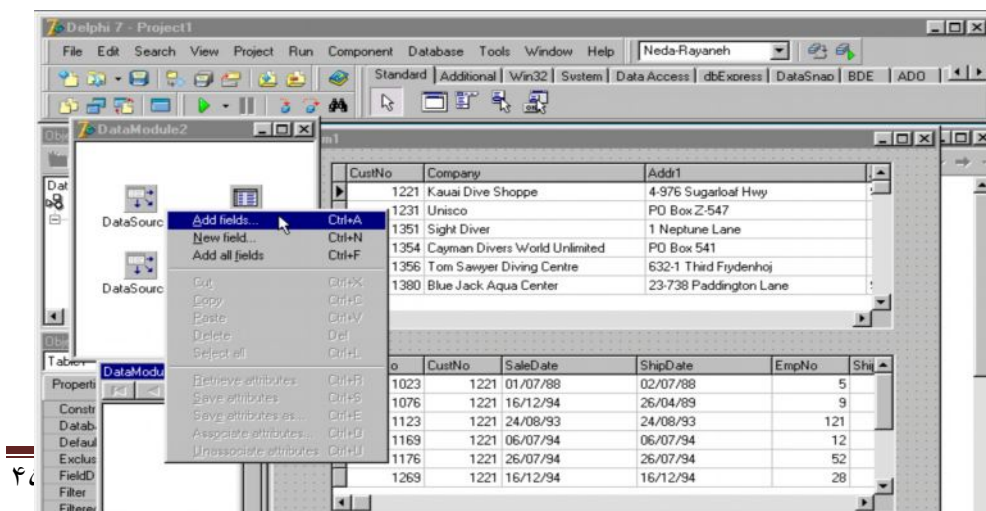 Delphi 7 - Project1
File Edit Search View Project Run Component Database Tools Window Help Neda-Rayaneh
Standard Additional Win32 System Data Access dbExpress DataSnap BDE ADO
DataModule2
DataSourc
DataSourc
Add fields... Ctrl+A
New field... Ctrl+N
Add all fields Ctrl+F
Cut Ctrl+X
Copy Ctrl+C
Paste Ctrl+V
Delete Del
Select all Ctrl+L
Retrieve attributes Ctrl+R
Save attributes Ctrl+S
Save attributes as... Ctrl+E
Associate attributes... Ctrl+O
Unassociate attributes Ctrl+U
CustNo Company Addr1
1221 Kauai Dive Shoppe 4-976 Sugarloaf Hwy
1231 Unisco PO Box Z-547
1351 Sight Diver 1 Neptune Lane
1354 Cayman Divers World Unlimited PO Box 541
1356 Tom Sawyer Diving Centre 632-1 Third Frydenhoj
1380 Blue Jack Aqua Center 23-738 Paddington Lane
o CustNo SaleDate ShipDate EmpNo Shi
1023 1221 01/07/88 02/07/88 5
1076 1221 16/12/94 26/04/89 9
1123 1221 24/08/93 24/08/93 121
1169 1221 06/07/94 06/07/94 12
1176 1221 26/07/94 26/07/94 52
1269 1221 16/12/94 16/12/94 28
DataModu
Properti
Constr
Datab
Defaul
Exclus
FieldD
Filter
Filtere